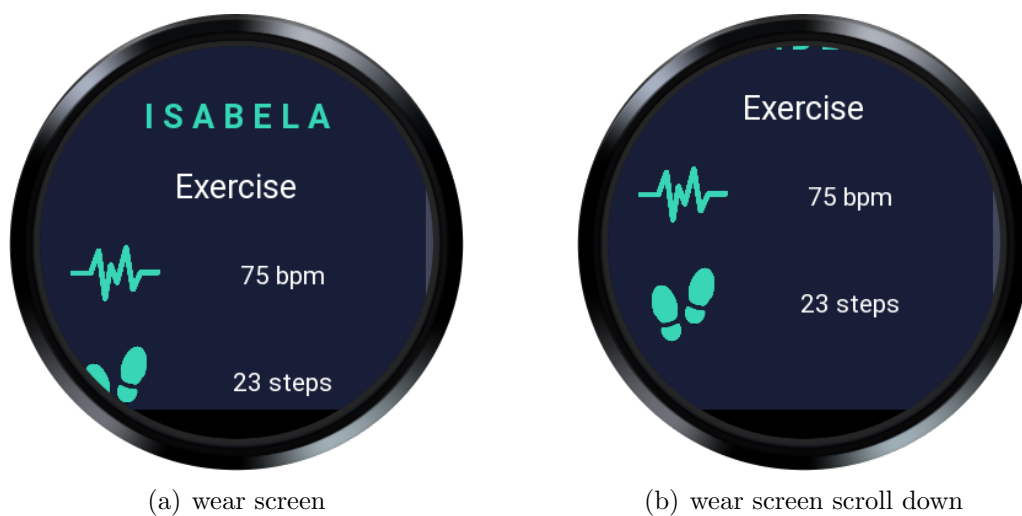 ISABELA
Exercise
75 bpm
23 steps
(a) wear screen
Exercise
75 bpm
23 steps
(b) wear screen scroll down